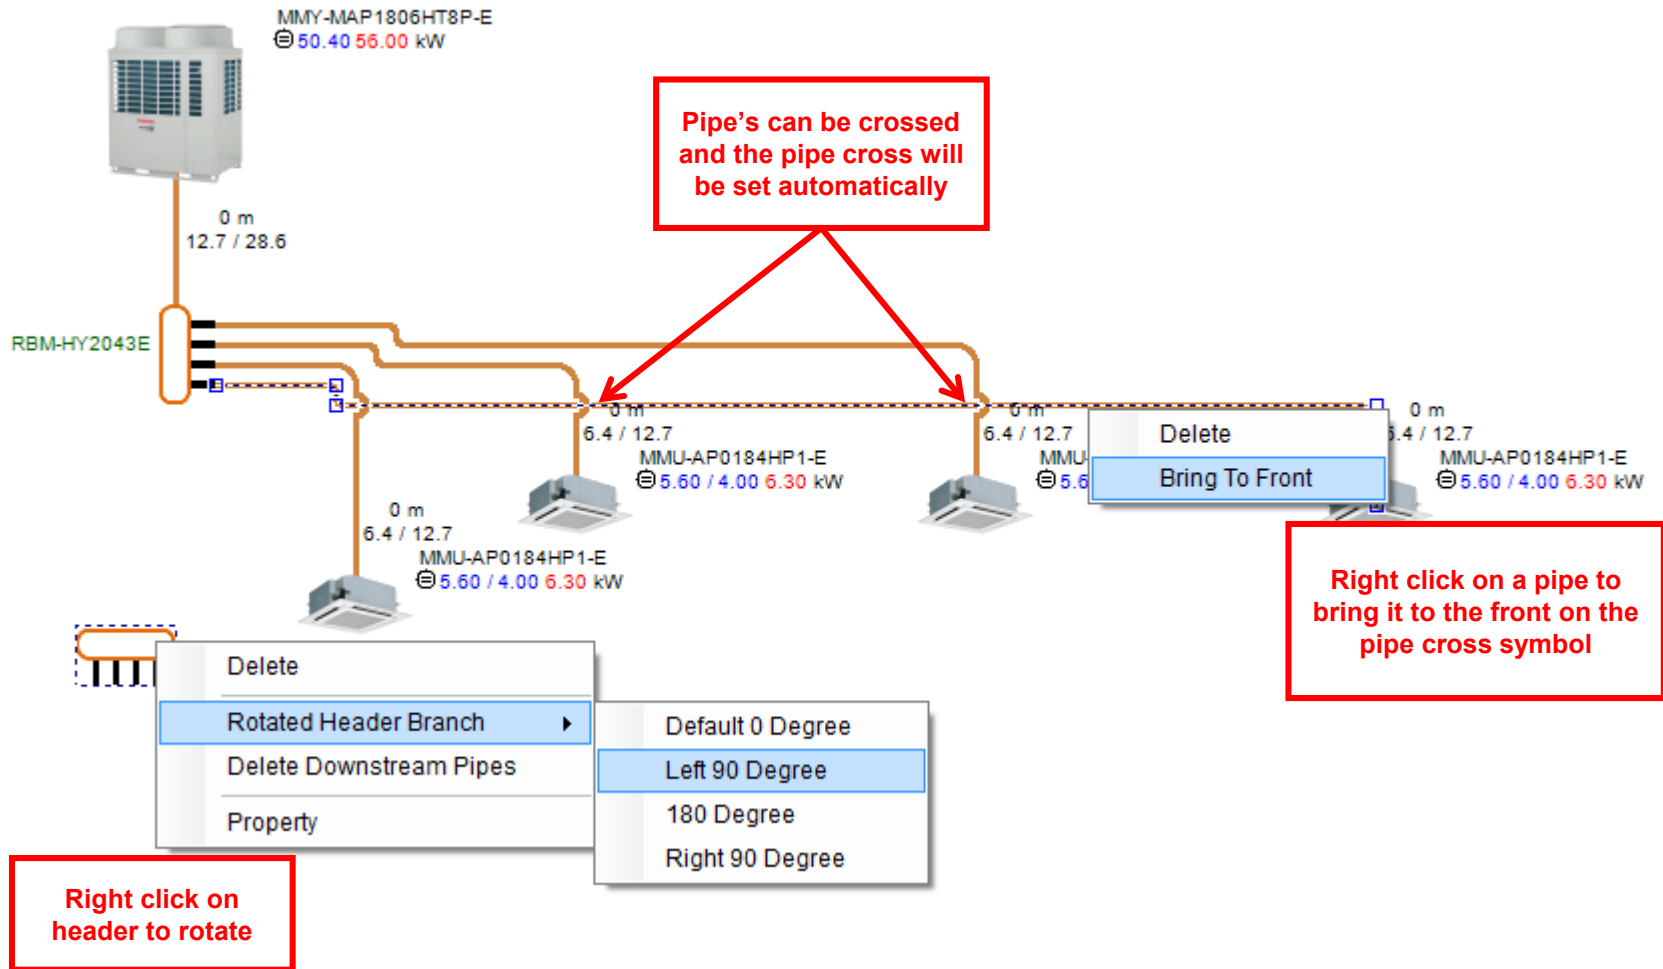 MMY-MAP1806HT8P-E
50.40 56.00 kW
Pipe's can be crossed
and the pipe cross will
be set automatically
0 m
12.7 / 28.6
RBM-HY2043E
0 m
6.4 / 12.7
MMU-AP0184HP1-E
5.60 / 4.00 6.30 kW
0 m
6.4 / 12.7
MMU-
5.6
Delete
Bring To Front
0 m
.4 / 12.7
MMU-AP0184HP1-E
5.60 / 4.00 6.30 kW
0 m
6.4 / 12.7
MMU-AP0184HP1-E
5.60 / 4.00 6.30 kW
Right click on a pipe to
bring it to the front on the
pipe cross symbol
Delete
Rotated Header Branch
Delete Downstream Pipes
Property
Default 0 Degree
Left 90 Degree
180 Degree
Right 90 Degree
Right click on
header to rotate